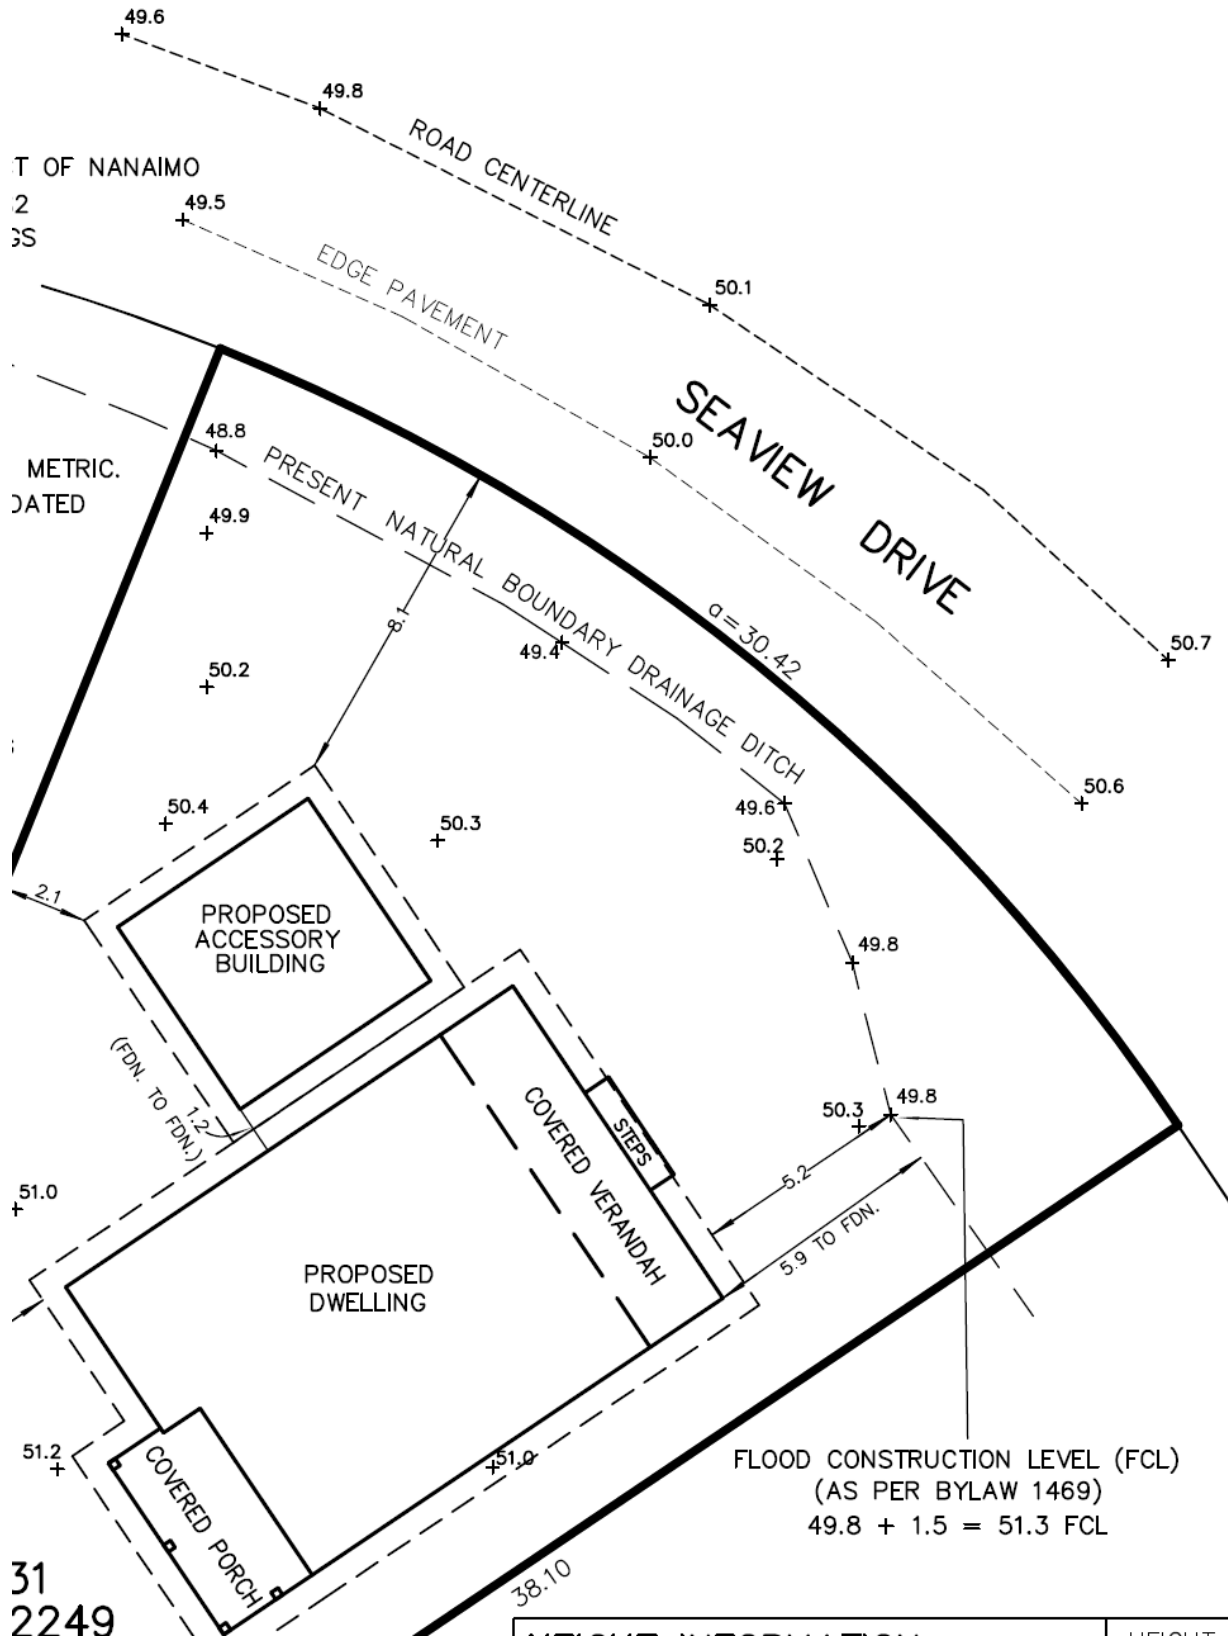 49.6
49.8
ROAD CENTERLINE
T OF NANAIMO
49.5
GS
EDGE PAVEMENT
50.1
SEAVIEW DRIVE
50.0
48.8
METRIC.
DATED
PRESENT NATURAL BOUNDARY DRAINAGE DITCH
49.9
8.1
a=30.42
49.4
50.7
50.2
50.6
49.6
50.4
50.3
50.2
2.1
PROPOSED
ACCESSORY
BUILDING
49.8
(FDN. TO FDN.)
1.2
COVERED VERANDAH
STEPS
50.3
49.8
5.2
51.0
5.9 TO FDN.
PROPOSED
DWELLING
51.2
51.0
COVERED PORCH
FLOOD CONSTRUCTION LEVEL (FCL)
(AS PER BYLAW 1469)
49.8 + 1.5 = 51.3 FCL
31
2249
38.10